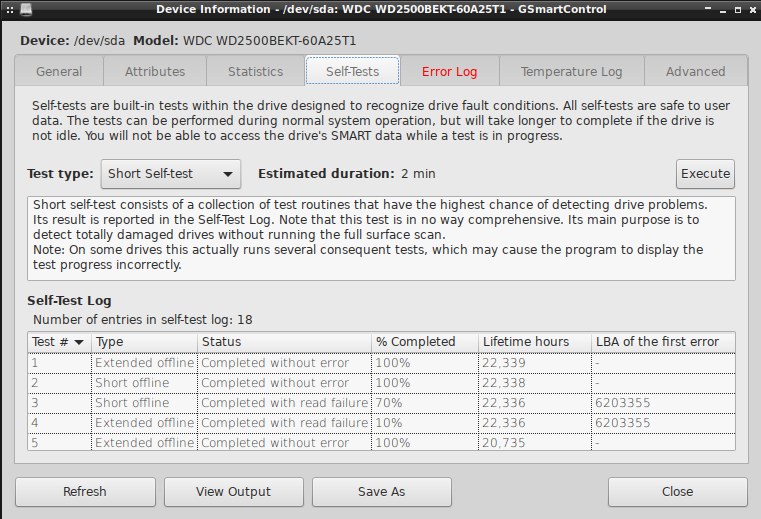 Device Information - /dev/sda: WDC WD2500BEKT-60A25T1 - GSmartControl
Device: /dev/sda Model: WDC WD2500BEKT-60A25T1
General Attributes Statistics Self-Tests Error Log Temperature Log Advanced
Self-tests are built-in tests within the drive designed to recognize drive fault conditions. All self-tests are safe to user
data. The tests can be performed during normal system operation, but will take longer to complete if the drive is
not idle. You will not be able to access the drive's SMART data while a test is in progress.
Test type: Short Self-test Estimated duration: 2 min Execute
Short self-test consists of a collection of test routines that have the highest chance of detecting drive problems.
Its result is reported in the Self-Test Log. Note that this test is in no way comprehensive. Its main purpose is to
detect totally damaged drives without running the full surface scan.
Note: On some drives this actually runs several consequent tests, which may cause the program to display the
test progress incorrectly.
Self-Test Log
Number of entries in self-test log: 18
Test # Type Status % Completed Lifetime hours LBA of the first error
1 Extended offline Completed without error 100% 22,339 -
2 Short offline Completed without error 100% 22,338 -
3 Short offline Completed with read failure 70% 22,336 6203355
4 Extended offline Completed with read failure 10% 22,336 6203355
5 Extended offline Completed without error 100% 20,735 -
Refresh View Output Save As Close